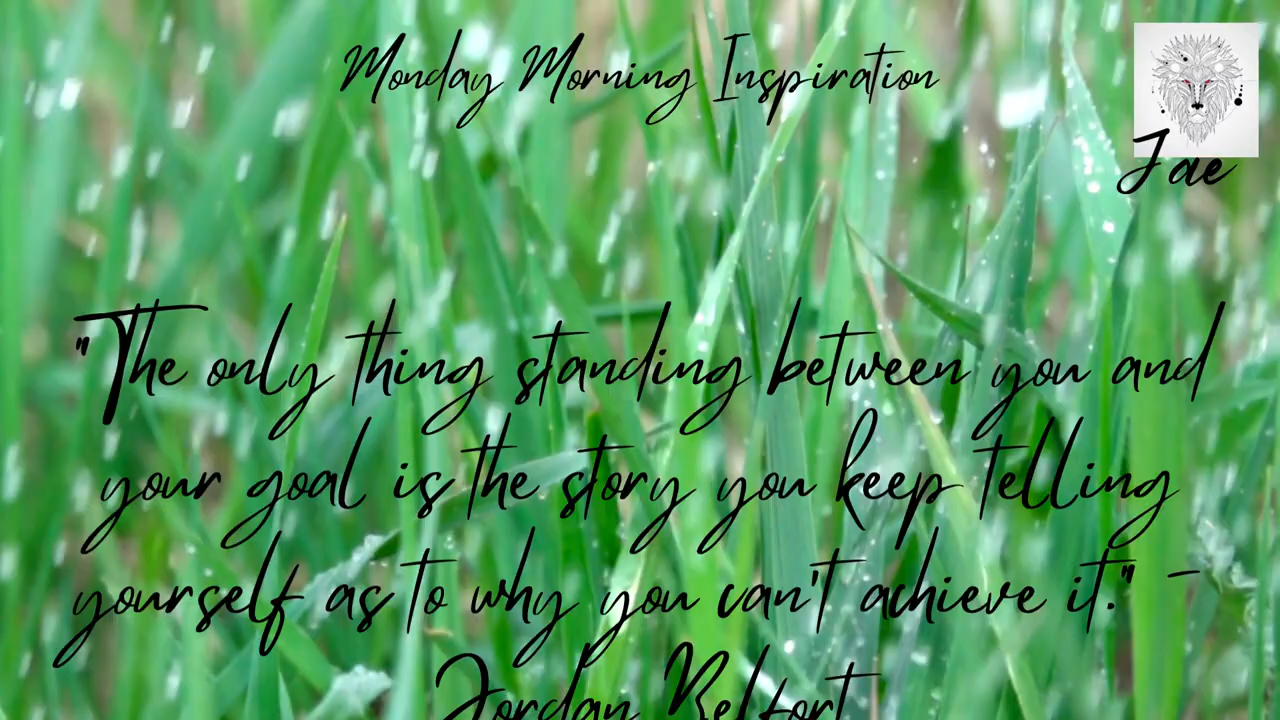 Monday Morning Inspiration
Jae
"The only thing standing between you and
your goal is the story you keep telling
yourself as to why you can't achieve it." -
Jordan Belfort